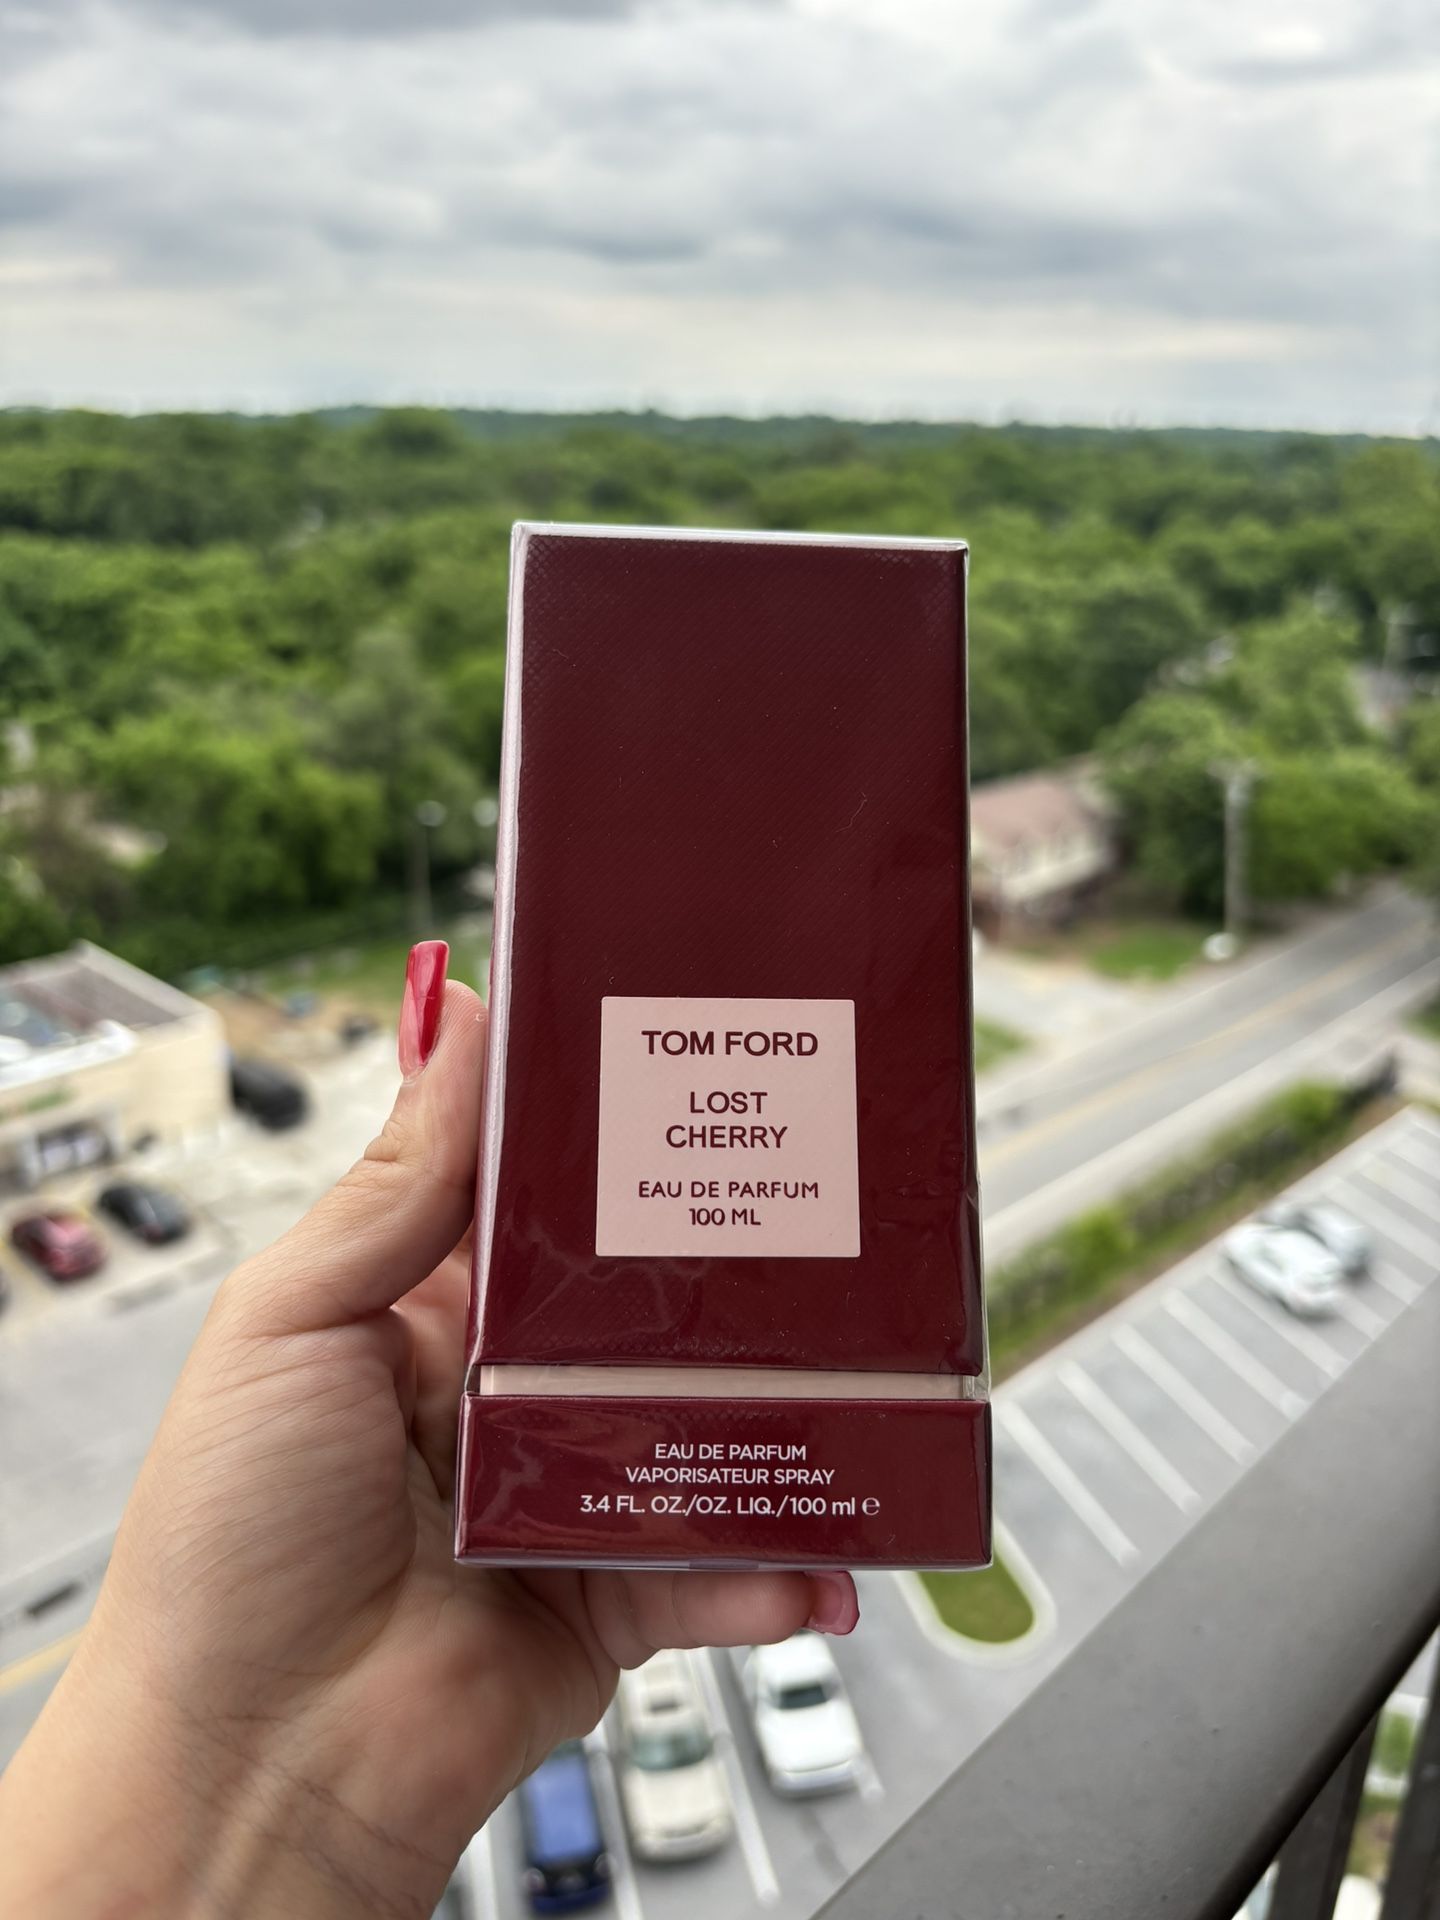 TOM FORD
LOST
CHERRY
EAU DE PARFUM
100 ML
EAU DE PARFUM
VAPORISATEUR SPRAY
3.4 FL. OZ./OZ. LIQ./100 ml ℮